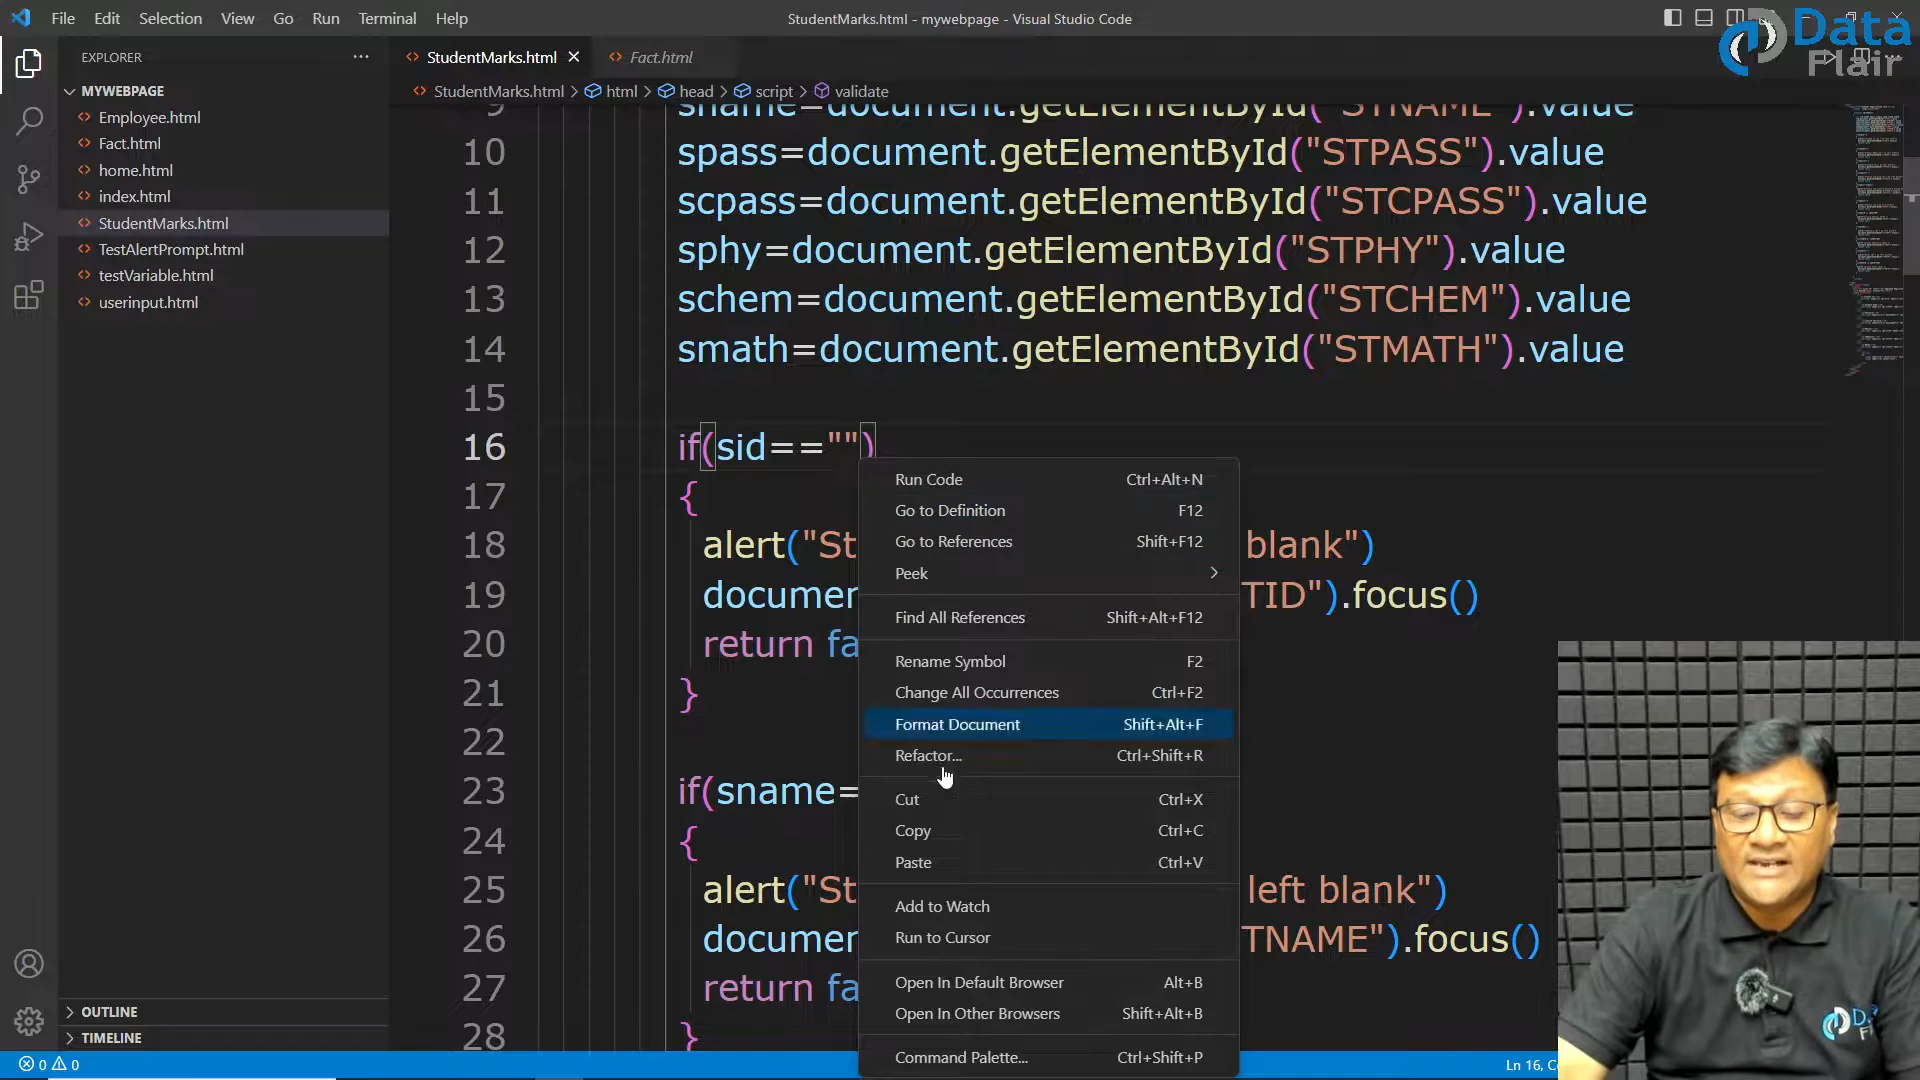 File Edit Selection View Go Run Terminal Help
StudentMarks.html - mywebpage - Visual Studio Code
Data
Flair
EXPLORER
StudentMarks.html
Fact.html
MYWEBPAGE
Employee.html
Fact.html
home.html
index.html
StudentMarks.html
TestAlertPrompt.html
testVariable.html
userinput.html
OUTLINE
TIMELINE
StudentMarks.html > html > head > script > validate
9 sname=document.getElementById("STNAME").value
10 spass=document.getElementById("STPASS").value
11 scpass=document.getElementById("STCPASS").value
12 sphy=document.getElementById("STPHY").value
13 schem=document.getElementById("STCHEM").value
14 smath=document.getElementById("STMATH").value
15
16 if(sid=="")
17 {
18 alert("St blank")
19 documen TID").focus()
20 return fa
21 }
22
23 if(sname=
24 {
25 alert("St left blank")
26 documen TNAME").focus()
27 return fa
28 }
Run Code Ctrl+Alt+N
Go to Definition F12
Go to References Shift+F12
Peek
Find All References Shift+Alt+F12
Rename Symbol F2
Change All Occurrences Ctrl+F2
Format Document Shift+Alt+F
Refactor... Ctrl+Shift+R
Cut Ctrl+X
Copy Ctrl+C
Paste Ctrl+V
Add to Watch
Run to Cursor
Open In Default Browser Alt+B
Open In Other Browsers Shift+Alt+B
Command Palette... Ctrl+Shift+P
0 0
Ln 16,